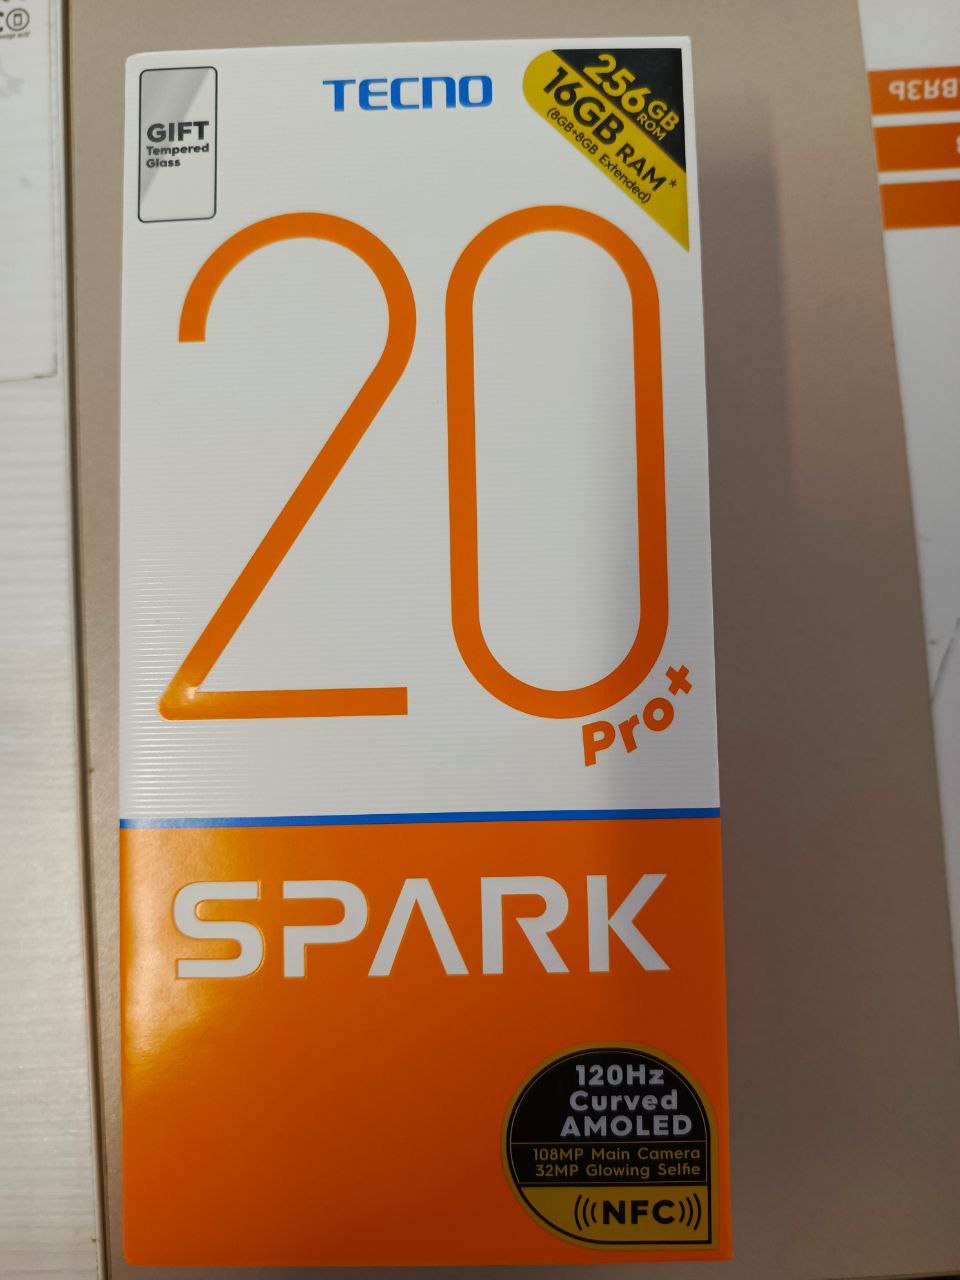 TECNO
GIFT
Tempered
Glass
256GB
ROM
16GB RAM*
(8GB+8GB Extended)
20
Pro+
SPARK
120Hz
Curved
AMOLED
108MP Main Camera
32MP Glowing Selfie
(((NFC)))